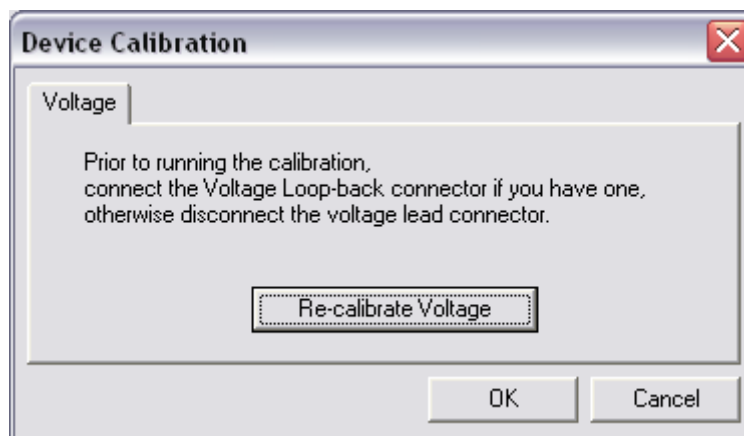 Device Calibration
Voltage
Prior to running the calibration,
connect the Voltage Loop-back connector if you have one,
otherwise disconnect the voltage lead connector.
Re-calibrate Voltage
OK
Cancel